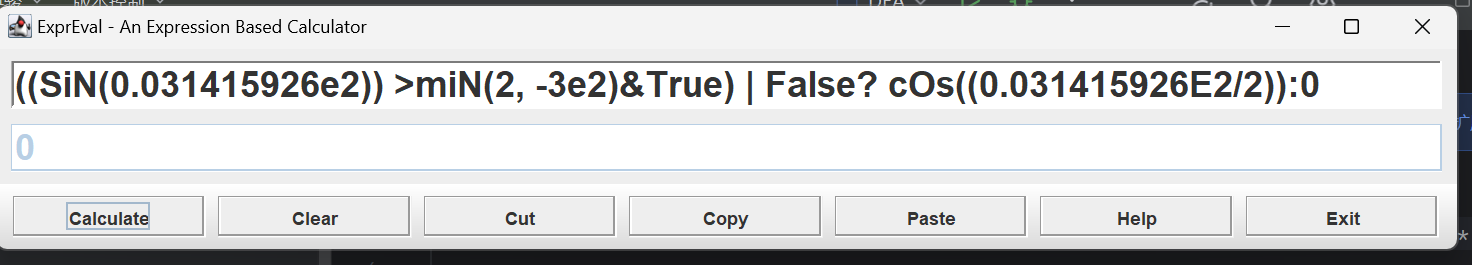 ExprEval - An Expression Based Calculator
((SiN(0.031415926e2)) >miN(2, -3e2)&True) | False? cOs((0.031415926E2/2)):0
0
Calculate Clear Cut Copy Paste Help Exit